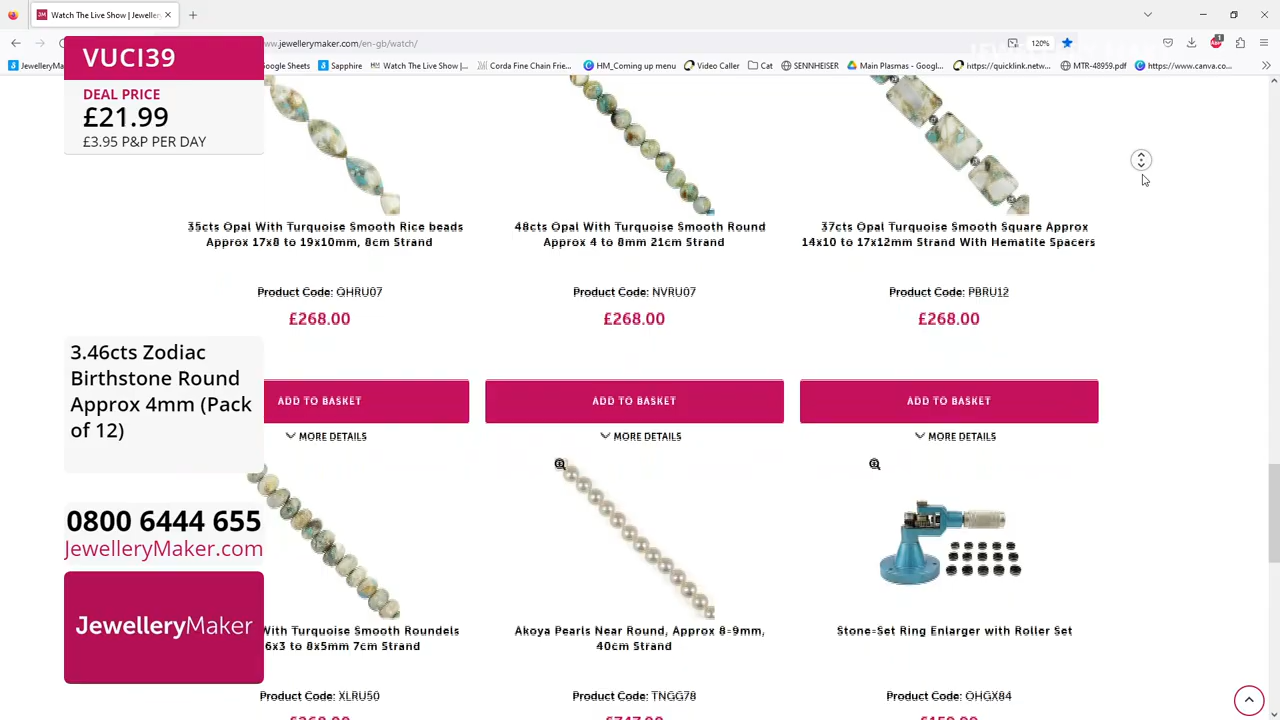 Watch The Live Show | Jeweller
VUCI39
DEAL PRICE
£21.99
£3.95 P&P PER DAY
w.jewellerymaker.com/en-gb/watch/
120%
JewelleryM
oogle Sheets
Sapphire
Watch The Live Show |...
Corda Fine Chain Frie...
HM_Coming up menu
Video Caller
Cat
SENNHEISER
Main Plasmas - Googl...
https://quicklink.netw...
MTR-48959.pdf
https://www.canva.co...
35cts Opal With Turquoise Smooth Rice beads
Approx 17x8 to 19x10mm, 8cm Strand
Product Code: QHRU07
£268.00
ADD TO BASKET
MORE DETAILS
48cts Opal With Turquoise Smooth Round
Approx 4 to 8mm 21cm Strand
Product Code: NVRU07
£268.00
ADD TO BASKET
MORE DETAILS
37cts Opal Turquoise Smooth Square Approx
14x10 to 17x12mm Strand With Hematite Spacers
Product Code: PBRU12
£268.00
ADD TO BASKET
MORE DETAILS
3.46cts Zodiac
Birthstone Round
Approx 4mm (Pack
of 12)
0800 6444 655
JewelleryMaker.com
JewelleryMaker
With Turquoise Smooth Roundels
6x3 to 8x5mm 7cm Strand
Product Code: XLRU50
Akoya Pearls Near Round, Approx 8-9mm,
40cm Strand
Product Code: TNGG78
Stone-Set Ring Enlarger with Roller Set
Product Code: OHGX84